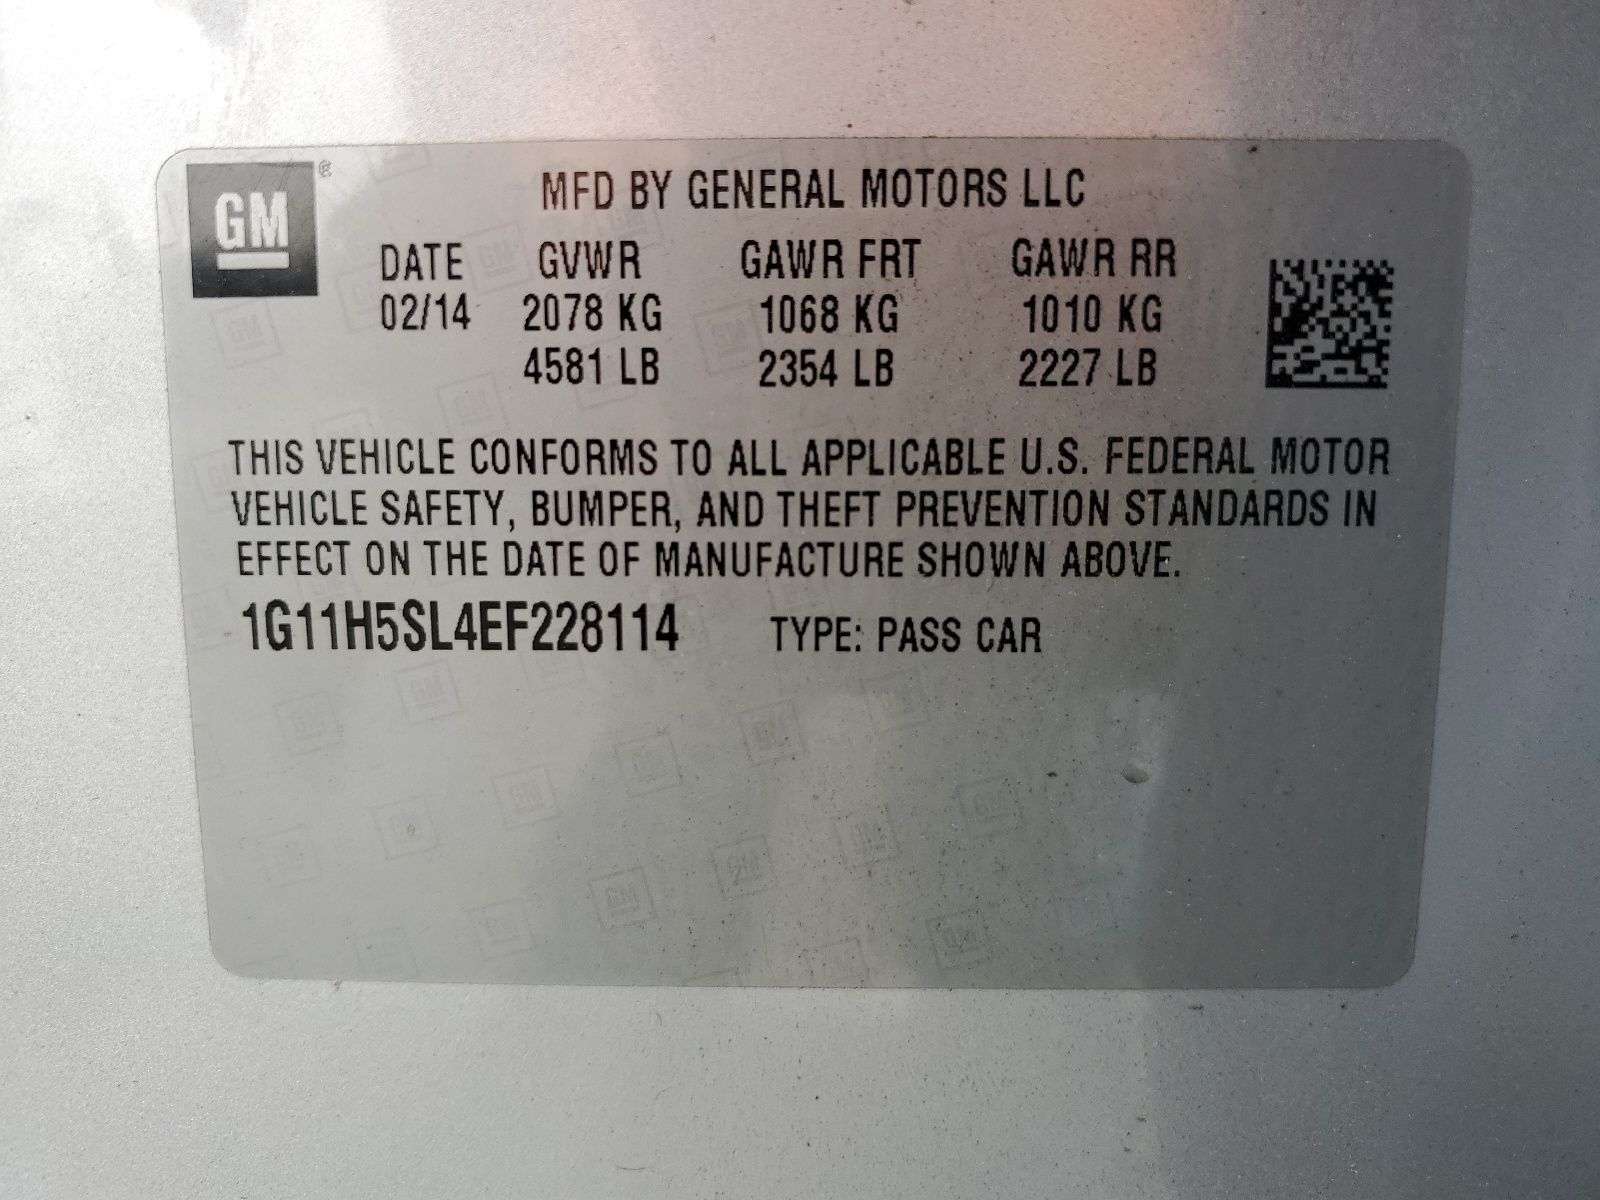 GM ®
MFD BY GENERAL MOTORS LLC
DATE GVWR GAWR FRT GAWR RR
02/14 2078 KG 1068 KG 1010 KG
4581 LB 2354 LB 2227 LB
THIS VEHICLE CONFORMS TO ALL APPLICABLE U.S. FEDERAL MOTOR
VEHICLE SAFETY, BUMPER, AND THEFT PREVENTION STANDARDS IN
EFFECT ON THE DATE OF MANUFACTURE SHOWN ABOVE.
1G11H5SL4EF228114 TYPE: PASS CAR